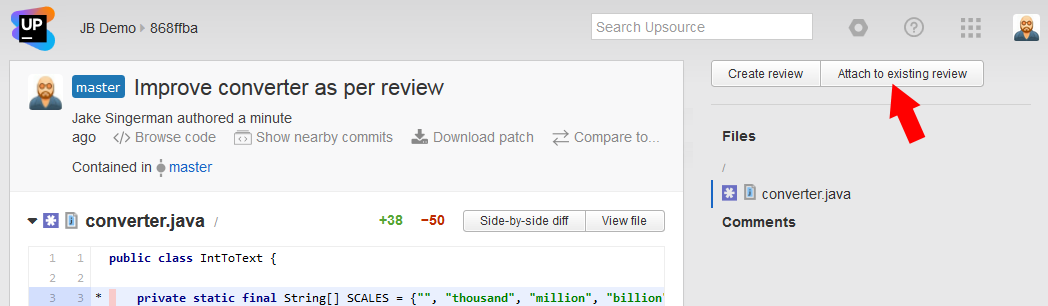 UP
JB Demo 868ffba
Search Upsource
?
Create review
Attach to existing review
master
Improve converter as per review
Jake Singerman authored a minute
ago </> Browse code Show nearby commits Download patch Compare to...
Contained in master
Files
/
* converter.java
Comments
* converter.java /
+38 −50
Side-by-side diff
View file
1 1 public class IntToText {
2 2
3 3 * private static final String[] SCALES = {"", "thousand", "million", "billion"